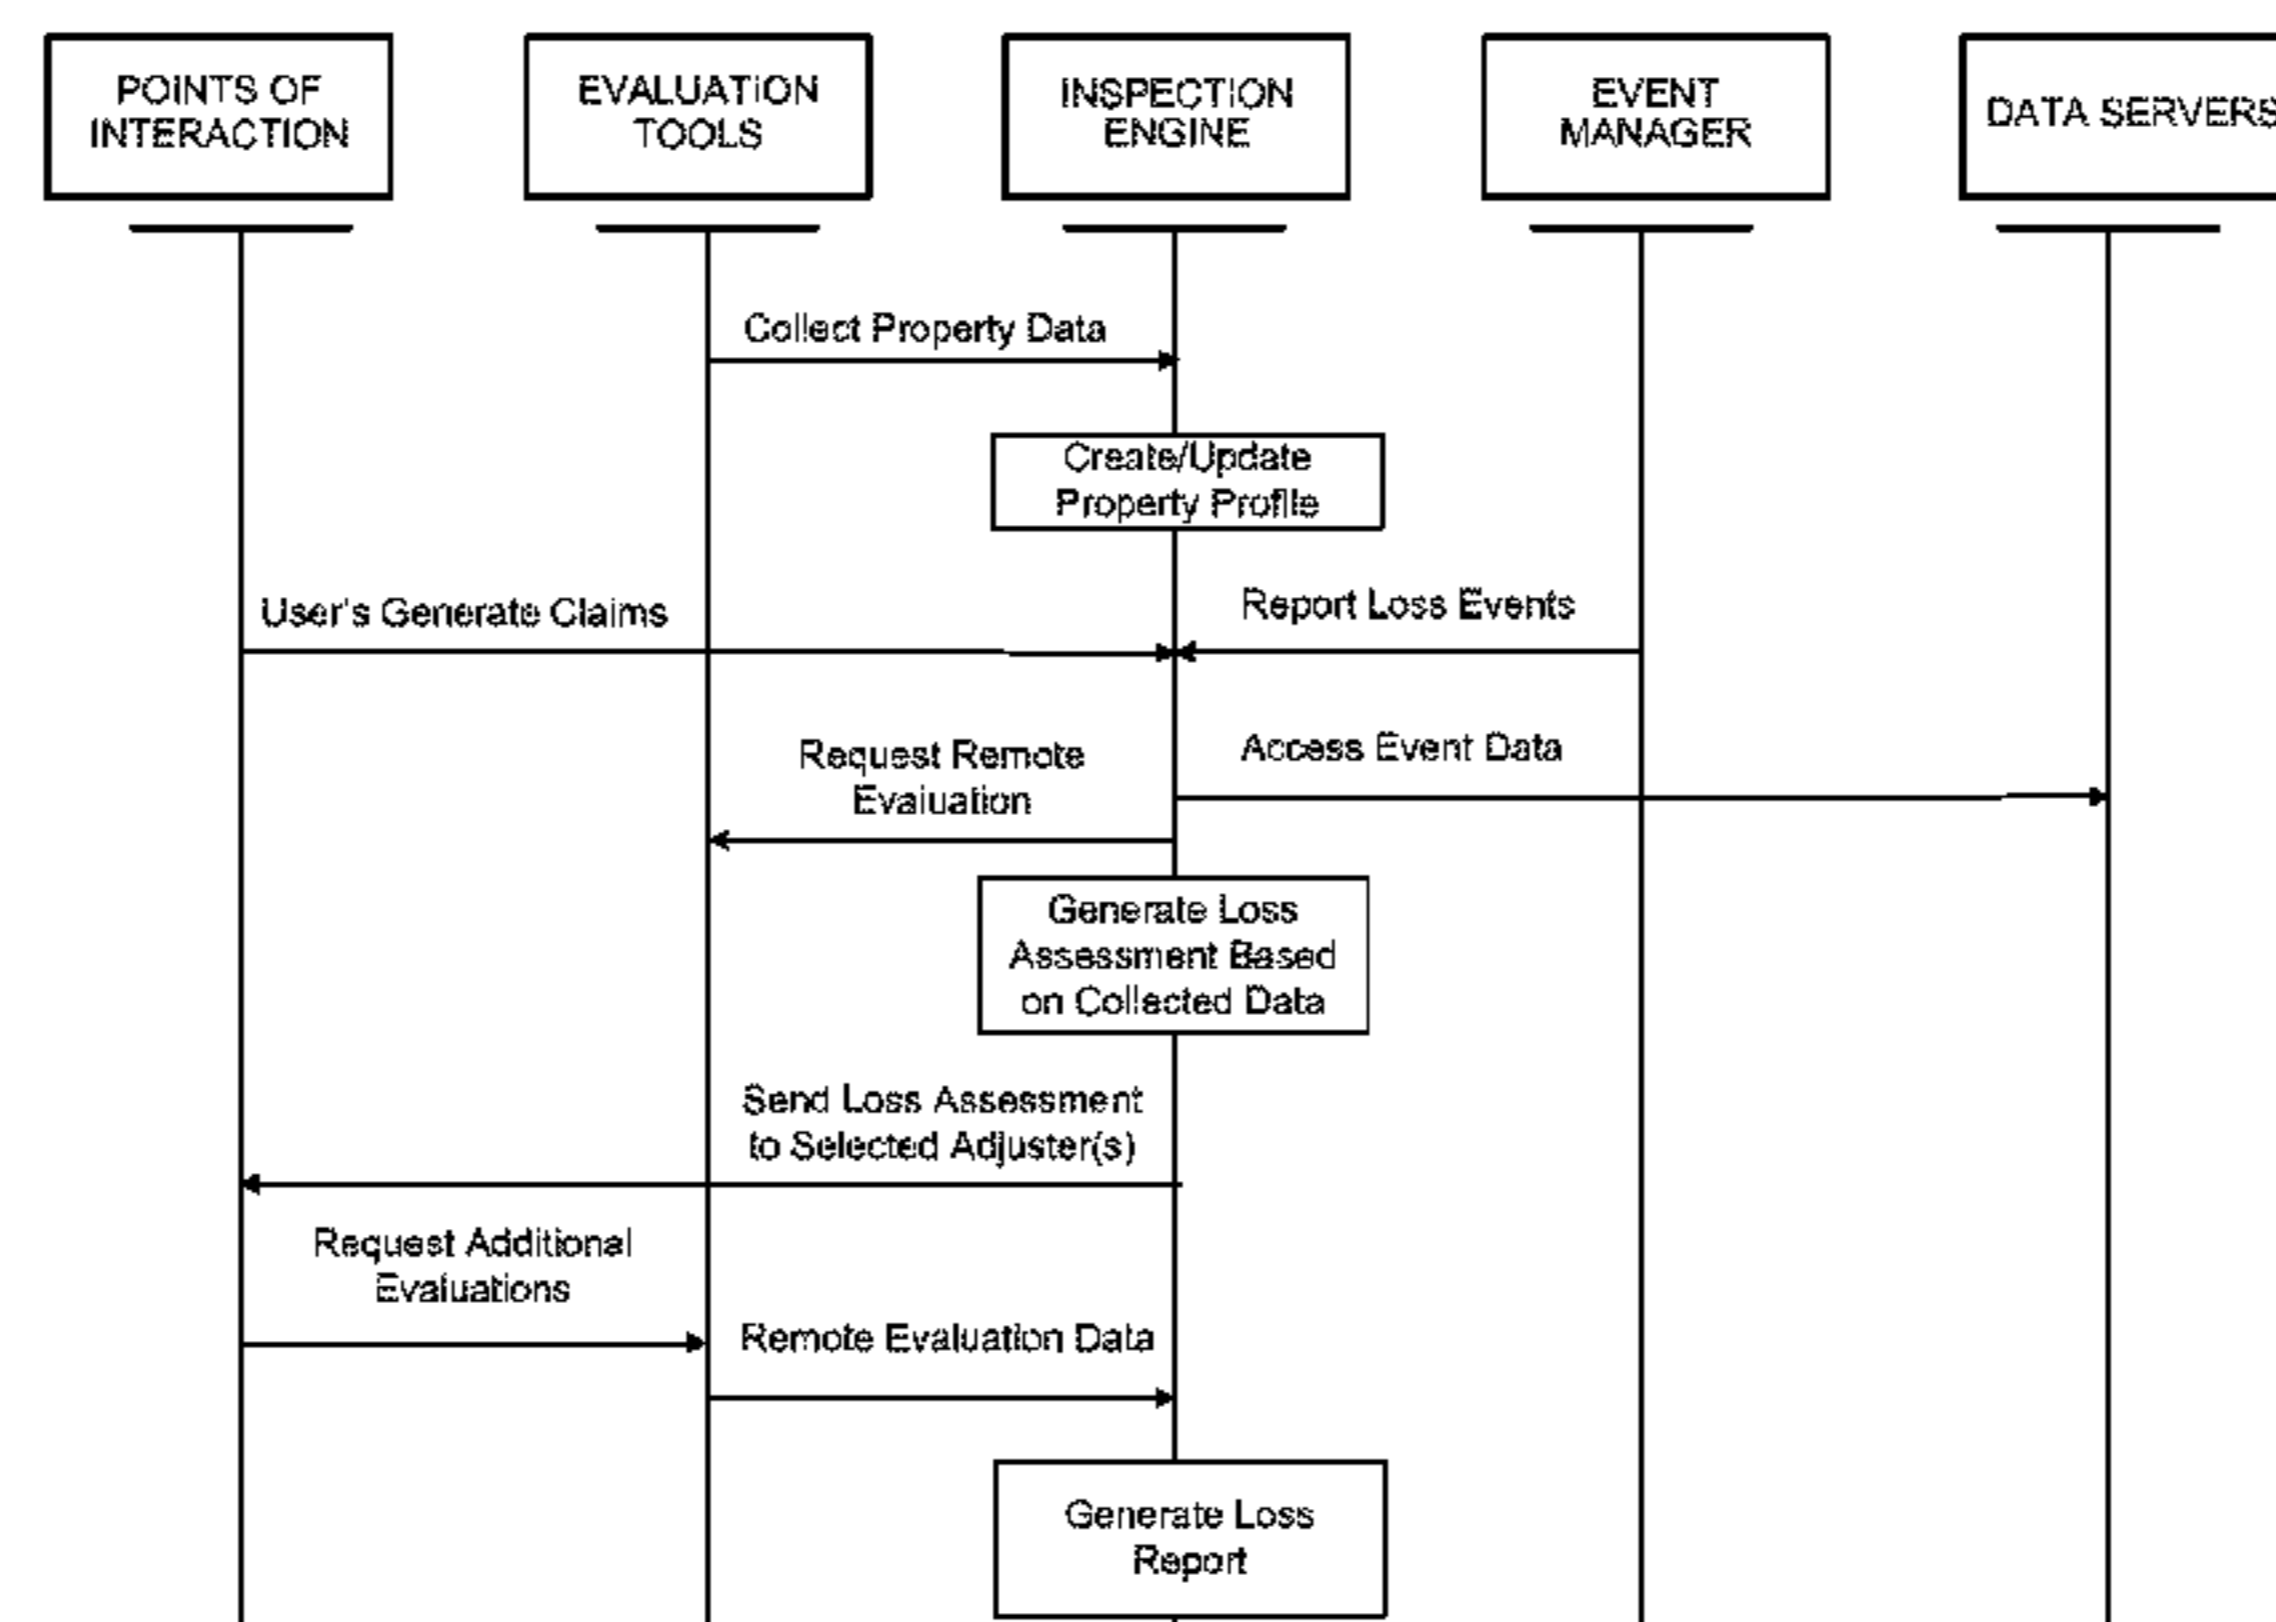 POINTS OF
INTERACTION
EVALUATION
TOOLS
INSPECTION
ENGINE
EVENT
MANAGER
DATA SERVERS
Collect Property Data
Create/Update
Property Profile
User's Generate Claims
Report Loss Events
Request Remote
Evaluation
Access Event Data
Generate Loss
Assessment Based
on Collected Data
Send Loss Assessment
to Selected Adjuster(s)
Request Additional
Evaluations
Remote Evaluation Data
Generate Loss
Report